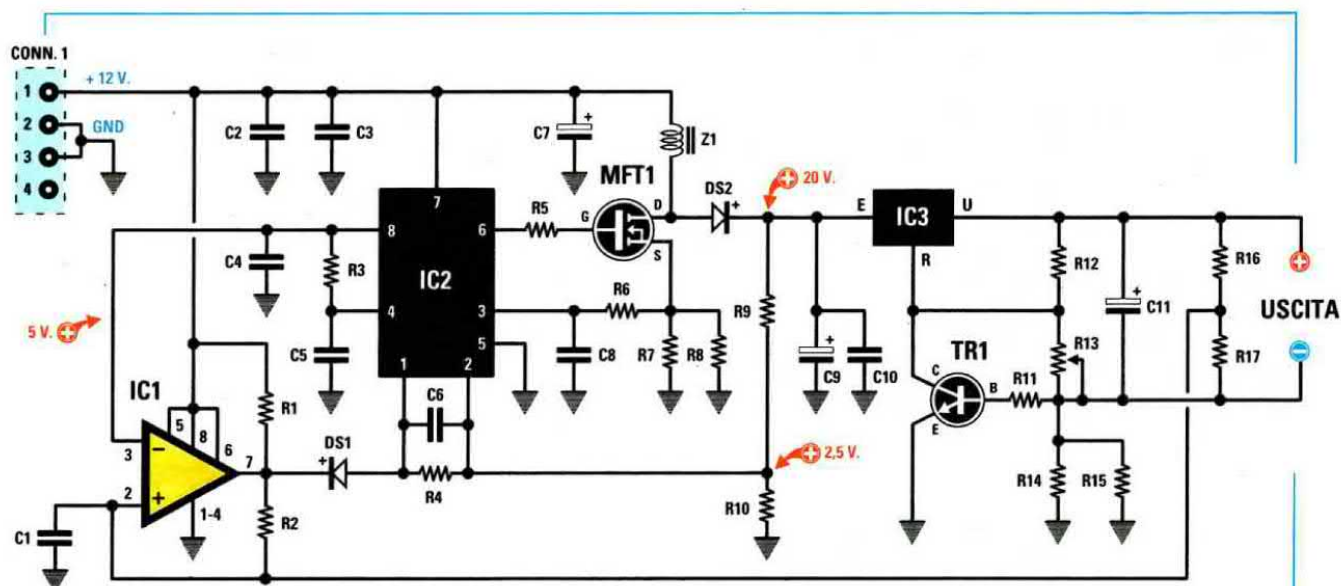 CONN. 1
1
+ 12 V.
2
GND
3
4
C2
C3
C7
+
Z1
MFT1
DS2
+
+ 20 V.
7
8
6
R5
G
D
S
E
IC3
U
R
R12
R16
+
C4
R3
IC2
R6
R9
C11
+
USCITA
5 V. +
4
3
5
R13
R17
−
C5
C8
R7
R8
+
C9
C10
TR1
C
B
E
R11
1
2
C6
IC1
R1
5
8
6
DS1
+
+ 2,5 V.
3
−
7
R4
R14
R15
2
+
1-4
R2
R10
C1